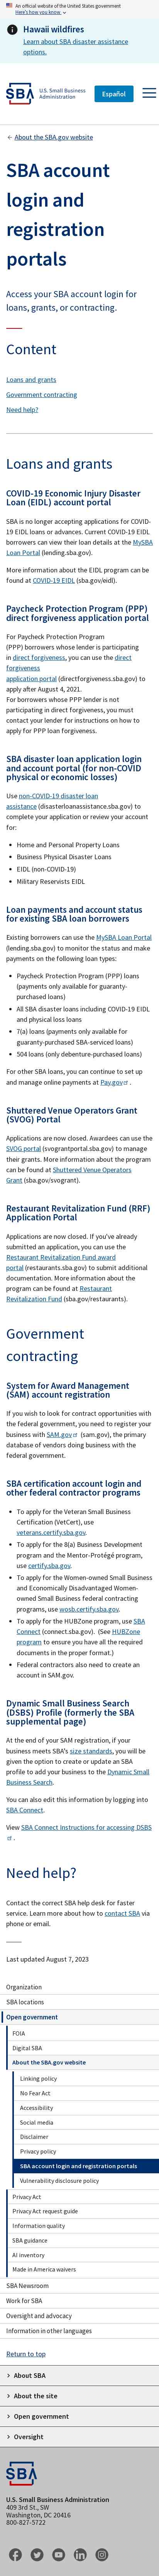 An official website of the United States government
Here's how you know
Hawaii wildfires
Learn about SBA disaster assistance
options.
SBA
U.S. Small Business
Administration
Español
About the SBA.gov website
SBA account
login and
registration
portals
Access your SBA account login for
loans, grants, or contracting.
Content
Loans and grants
Government contracting
Need help?
Loans and grants
COVID-19 Economic Injury Disaster
Loan (EIDL) account portal
SBA is no longer accepting applications for COVID-
19 EIDL loans or advances. Current COVID-19 EIDL
borrowers can view loan details at the the MySBA
Loan Portal (lending.sba.gov).
More information about the EIDL program can be
found at COVID-19 EIDL (sba.gov/eidl).
Paycheck Protection Program (PPP)
direct forgiveness application portal
For Paycheck Protection Program
(PPP) borrowers whose lender is participating
in direct forgiveness, you can use the direct
forgiveness
application portal (directforgiveness.sba.gov) to
apply after August 4, 2021.
For borrowers whose lender is not
participating in direct forgiveness, you must
contact your lender to request forgiveness
on your PPP loan.
SBA disaster loan application login
and account portal (for non-COVID
physical or economic losses)
Use non-COVID-19 disaster loan
assistance (disasterloanassistance.sba.gov) to
complete your application or check the status of
your:
Home and Personal Property Loans
Business Physical Disaster Loans
EIDL (non-COVID-19)
Military Reservists EIDL
Loan payments and account status
for existing SBA loan borrowers
Existing borrowers can use the MySBA Loan Portal
(lending.sba.gov) to monitor loan status and make
payments on the following loan types:
Paycheck Protection Program (PPP) loans
(payments only available for guaranty-
purchased loans)
All SBA disaster loans including COVID-19 EIDL
and physical loss loans
7(a) loans (payments only available for
guaranty-purchased SBA-serviced loans)
504 loans (only debenture-purchased loans)
For other SBA loans, you can continue to set up
and manage online payments at Pay.gov .
Shuttered Venue Operators Grant
(SVOG) Portal
Applications are now closed. Awardees can use the
SVOG portal (svograntportal.sba.gov) to manage
their grants. More information about the program
can be found at Shuttered Venue Operators
Grant (sba.gov/svogrant).
Restaurant Revitalization Fund (RRF)
Application Portal
Applications are now closed. If you've already
submitted an application, you can use the
Restaurant Revitalization Fund award
portal (restaurants.sba.gov) to submit additional
documentation. More information about the
program can be found at Restaurant
Revitalization Fund (sba.gov/restaurants).
Government
contracting
System for Award Management
(SAM) account registration
If you want your business to work on contracts
with the federal government, you need to register
your business with SAM.gov (sam.gov), the primary
database of vendors doing business with the
federal government.
SBA certification account login and
other federal contractor programs
To apply for the Veteran Small Business
Certification (VetCert), use
veterans.certify.sba.gov.
To apply for the 8(a) Business Development
program, and the Mentor-Protégé program,
use certify.sba.gov.
To apply for the Women-owned Small Business
and Economically Disadvantaged Women-
owned Small Business federal contracting
programs, use wosb.certify.sba.gov.
To apply for the HUBZone program, use SBA
Connect (connect.sba.gov). (See HUBZone
program to ensure you have all the required
documents in the proper format.)
Federal contractors also need to create an
account in SAM.gov.
Dynamic Small Business Search
(DSBS) Profile (formerly the SBA
supplemental page)
At the end of your SAM registration, if your
business meets SBA's size standards, you will be
given the option to create or update an SBA
profile for display to users of the Dynamic Small
Business Search.
You can also edit this information by logging into
SBA Connect.
View SBA Connect Instructions for accessing DSBS
.
Need help?
Contact the correct SBA help desk for faster
service. Learn more about how to contact SBA via
phone or email.
Last updated August 7, 2023
Organization
SBA locations
Open government
FOIA
Digital SBA
About the SBA.gov website
Linking policy
No Fear Act
Accessibility
Social media
Disclaimer
Privacy policy
SBA account login and registration portals
Vulnerability disclosure policy
Privacy Act
Privacy Act request guide
Information quality
SBA guidance
AI inventory
Made in America waivers
SBA Newsroom
Work for SBA
Oversight and advocacy
Information in other languages
Return to top
About SBA
About the site
Open government
Oversight
SBA
U.S. Small Business Administration
409 3rd St., SW
Washington, DC 20416
800-827-5722